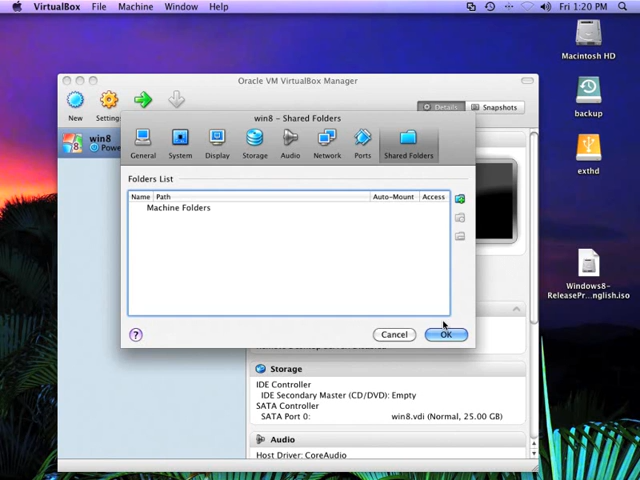 VirtualBox File Machine Window Help Fri 1:20 PM
Macintosh HD
Oracle VM VirtualBox Manager
New Settings Details Snapshots
backup
win8 - Shared Folders
win8
Powe
General System Display Storage Audio Network Ports Shared Folders
Folders List
exthd
Name Path Auto-Mount Access
Machine Folders
Windows8-
ReleasePr...nglish.iso
? Cancel OK
Storage
IDE Controller
IDE Secondary Master (CD/DVD): Empty
SATA Controller
SATA Port 0: win8.vdi (Normal, 25.00 GB)
Audio
Host Driver: CoreAudio